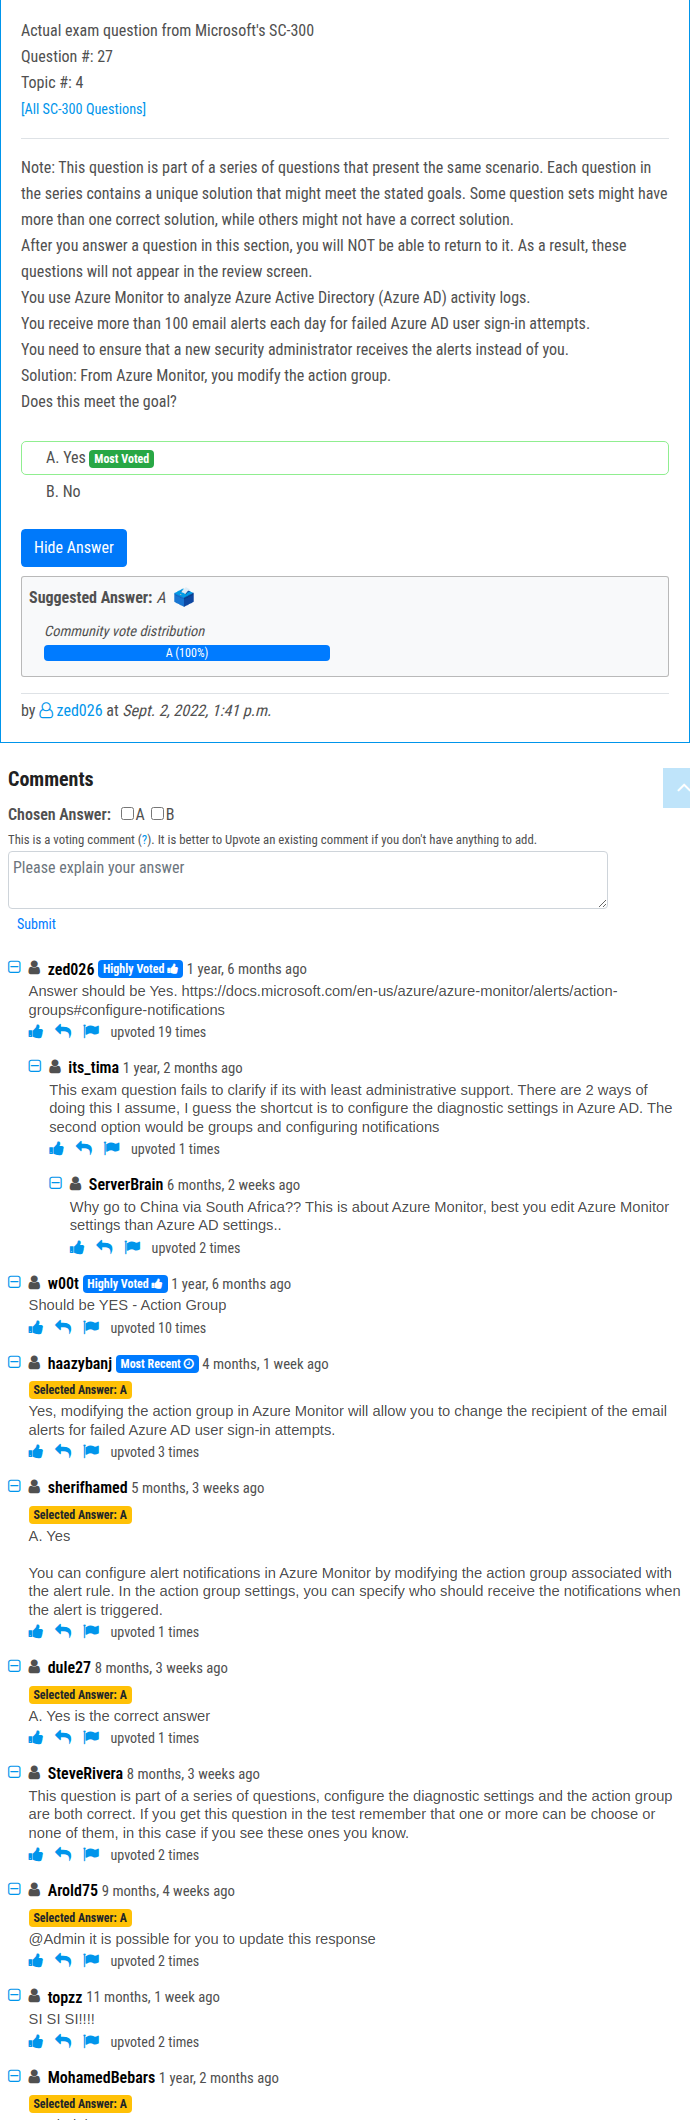 Actual exam question from Microsoft's SC-300
Question #: 27
Topic #: 4
[All SC-300 Questions]
Note: This question is part of a series of questions that present the same scenario. Each question in
the series contains a unique solution that might meet the stated goals. Some question sets might have
more than one correct solution, while others might not have a correct solution.
After you answer a question in this section, you will NOT be able to return to it. As a result, these
questions will not appear in the review screen.
You use Azure Monitor to analyze Azure Active Directory (Azure AD) activity logs.
You receive more than 100 email alerts each day for failed Azure AD user sign-in attempts.
You need to ensure that a new security administrator receives the alerts instead of you.
Solution: From Azure Monitor, you modify the action group.
Does this meet the goal?
A. Yes Most Voted
B. No
Hide Answer
Suggested Answer: A
Community vote distribution
A (100%)
by zed026 at Sept. 2, 2022, 1:41 p.m.
Comments
Chosen Answer: A B
This is a voting comment (?). It is better to Upvote an existing comment if you don't have anything to add.
Please explain your answer
Submit
zed026 Highly Voted 1 year, 6 months ago
Answer should be Yes. https://docs.microsoft.com/en-us/azure/azure-monitor/alerts/action-
groups#configure-notifications
upvoted 19 times
its_tima 1 year, 2 months ago
This exam question fails to clarify if its with least administrative support. There are 2 ways of
doing this I assume, I guess the shortcut is to configure the diagnostic settings in Azure AD. The
second option would be groups and configuring notifications
upvoted 1 times
ServerBrain 6 months, 2 weeks ago
Why go to China via South Africa?? This is about Azure Monitor, best you edit Azure Monitor
settings than Azure AD settings..
upvoted 2 times
w00t Highly Voted 1 year, 6 months ago
Should be YES - Action Group
upvoted 10 times
haazybanj Most Recent 4 months, 1 week ago
Selected Answer: A
Yes, modifying the action group in Azure Monitor will allow you to change the recipient of the email
alerts for failed Azure AD user sign-in attempts.
upvoted 3 times
sherifhamed 5 months, 3 weeks ago
Selected Answer: A
A. Yes
You can configure alert notifications in Azure Monitor by modifying the action group associated with
the alert rule. In the action group settings, you can specify who should receive the notifications when
the alert is triggered.
upvoted 1 times
dule27 8 months, 3 weeks ago
Selected Answer: A
A. Yes is the correct answer
upvoted 1 times
SteveRivera 8 months, 3 weeks ago
This question is part of a series of questions, configure the diagnostic settings and the action group
are both correct. If you get this question in the test remember that one or more can be choose or
none of them, in this case if you see these ones you know.
upvoted 2 times
Arold75 9 months, 4 weeks ago
Selected Answer: A
@Admin it is possible for you to update this response
upvoted 2 times
topzz 11 months, 1 week ago
SI SI SI!!!!
upvoted 2 times
MohamedBebars 1 year, 2 months ago
Selected Answer: A